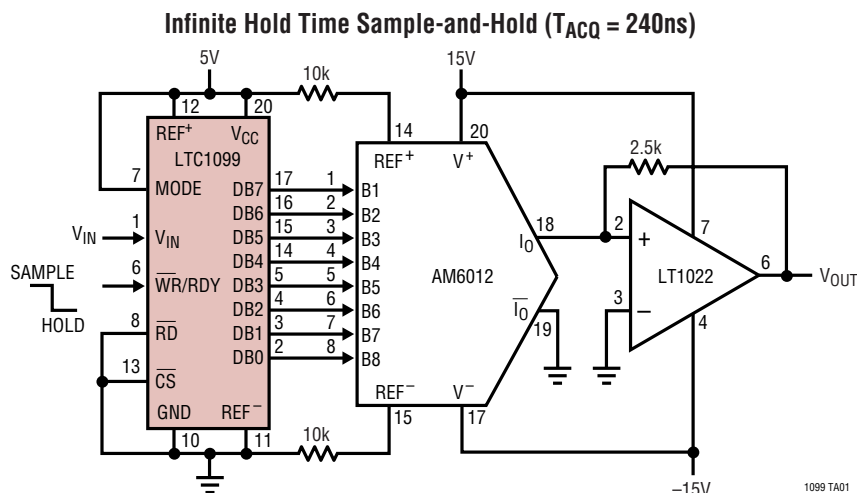 Infinite Hold Time Sample-and-Hold (TACQ = 240ns)
5V
15V
10k
12
20
14
20
REF+
VCC
LTC1099
REF+
V+
2.5k
7
MODE
DB7
17
1
B1
DB6
16
2
B2
1
VIN
VIN
DB5
15
3
B3
18
IO
2
+
7
SAMPLE
HOLD
6
WR/RDY
DB4
14
4
B4
DB3
5
5
B5
AM6012
LT1022
6
VOUT
DB2
4
6
B6
IO
19
3
–
4
8
RD
DB1
3
7
B7
DB0
2
8
B8
13
CS
GND
REF–
REF–
V–
10
11
10k
15
17
–15V
1099 TA01